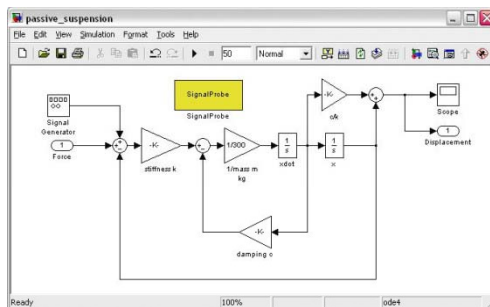 passive_suspension
File Edit View Simulation Format Tools Help
50
Normal
SignalProbe
SignalProbe
Signal
Generator
1
Force
-K-
stiffness k
1/300
1/mass m
kg
1
s
xdot
1
s
x
-K-
c/k
Scope
1
Displacement
-K-
damping c
Ready
100%
ode4